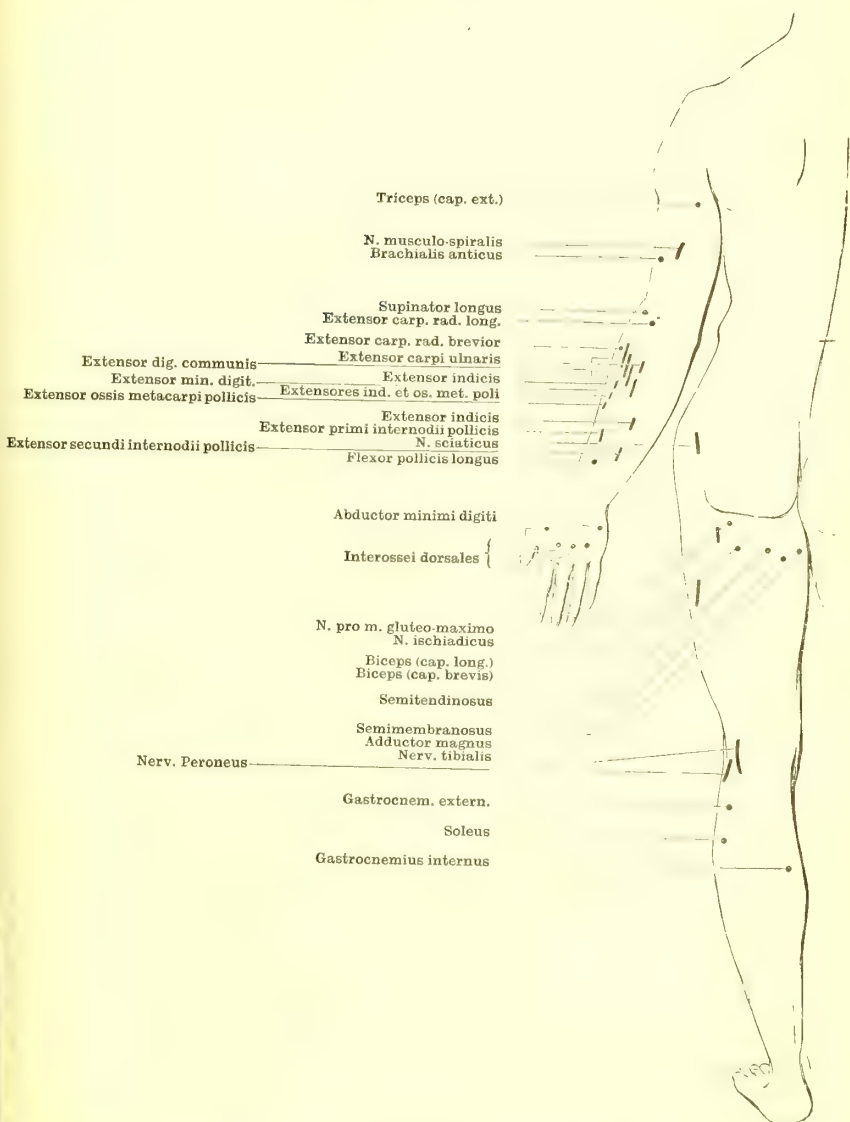 Triceps (cap. ext.)
N. musculo-spiralis
Brachialis anticus
Supinator longus
Extensor carp. rad. long.
Extensor carp. rad. brevior
Extensor dig. communis Extensor carpi ulnaris
Extensor min. digit. Extensor indicis
Extensor ossis metacarpi pollicis Extensores ind. et os. met. poli
Extensor indicis
Extensor primi internodii pollicis
Extensor secundi internodii pollicis N. sciaticus
Flexor pollicis longus
Abductor minimi digiti
Interossei dorsales {
N. pro m. gluteo-maximo
N. ischiadicus
Biceps (cap. long.)
Biceps (cap. brevis)
Semitendinosus
Semimembranosus
Adductor magnus
Nerv. tibialis
Nerv. Peroneus
Gastrocnem. extern.
Soleus
Gastrocnemius internus